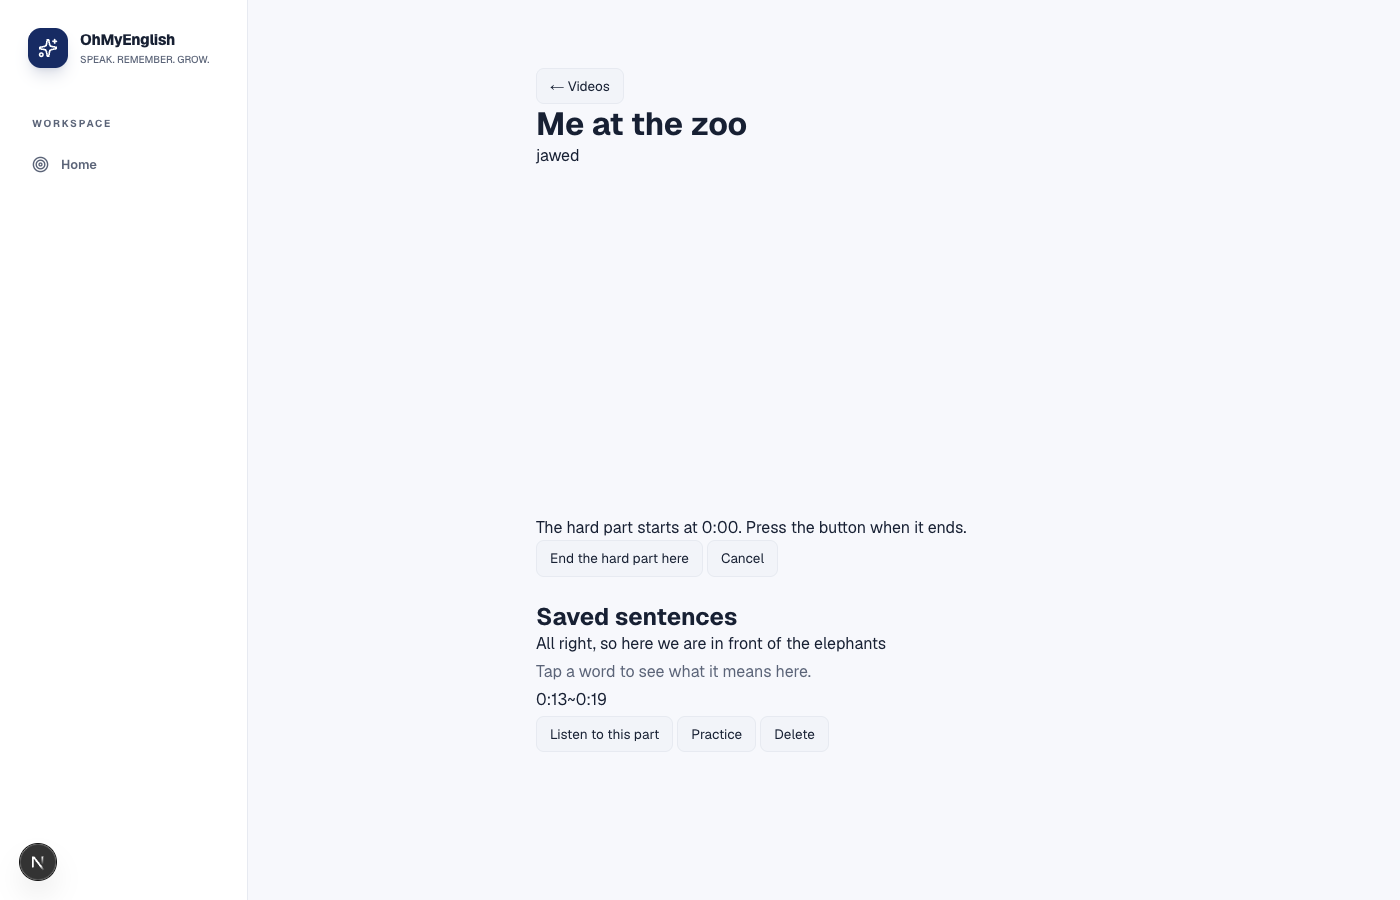 OhMyEnglish
SPEAK. REMEMBER. GROW.
WORKSPACE
Home
← Videos
Me at the zoo
jawed
The hard part starts at 0:00. Press the button when it ends.
End the hard part here
Cancel
Saved sentences
All right, so here we are in front of the elephants
Tap a word to see what it means here.
0:13~0:19
Listen to this part
Practice
Delete
N